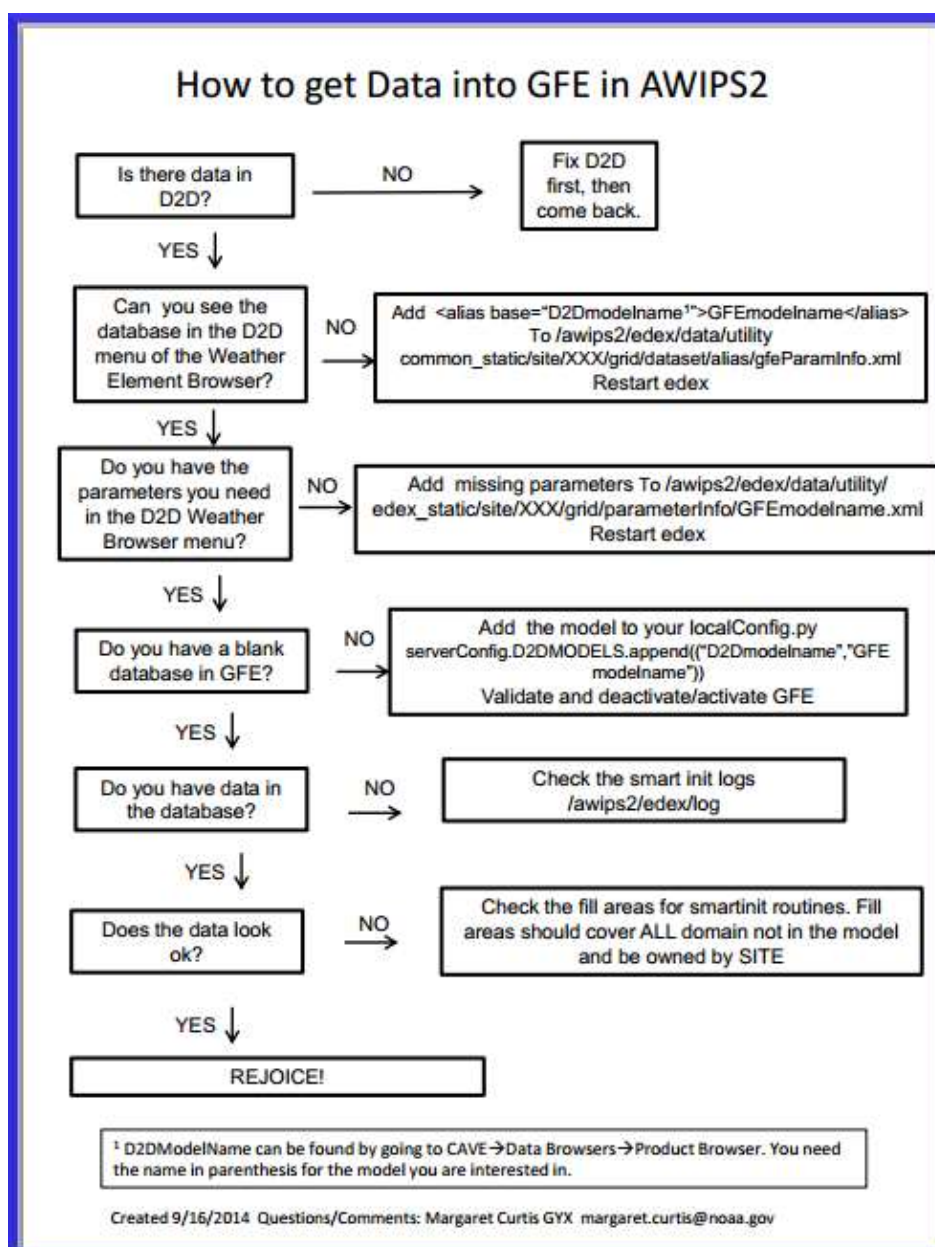 How to get Data into GFE in AWIPS2
Is there data in
D2D?
NO
Fix D2D
first, then
come back.
YES
Can  you see the
database in the D2D
menu of the Weather
Element Browser?
NO
Add <alias base=“D2Dmodelname¹”>GFEmodelname</alias>
To /awips2/edex/data/utility
common_static/site/XXX/grid/dataset/alias/gfeParamInfo.xml
Restart edex
YES
Do you have the
parameters you need
in the D2D Weather
Browser menu?
NO
Add  missing parameters To /awips2/edex/data/utility/
edex_static/site/XXX/grid/parameterInfo/GFEmodelname.xml
Restart edex
YES
Do you have a blank
database in GFE?
NO
Add  the model to your localConfig.py
serverConfig.D2DMODELS.append((“D2Dmodelname”,”GFE
modelname”))
Validate and deactivate/activate GFE
YES
Do you have data in
the database?
NO
Check the smart init logs
/awips2/edex/log
YES
Does the data look
ok?
NO
Check the fill areas for smartinit routines. Fill
areas should cover ALL domain not in the model
and be owned by SITE
YES
REJOICE!
¹ D2DModelName can be found by going to CAVE→Data Browsers→Product Browser. You need
the name in parenthesis for the model you are interested in.
Created 9/16/2014  Questions/Comments: Margaret Curtis GYX  margaret.curtis@noaa.gov